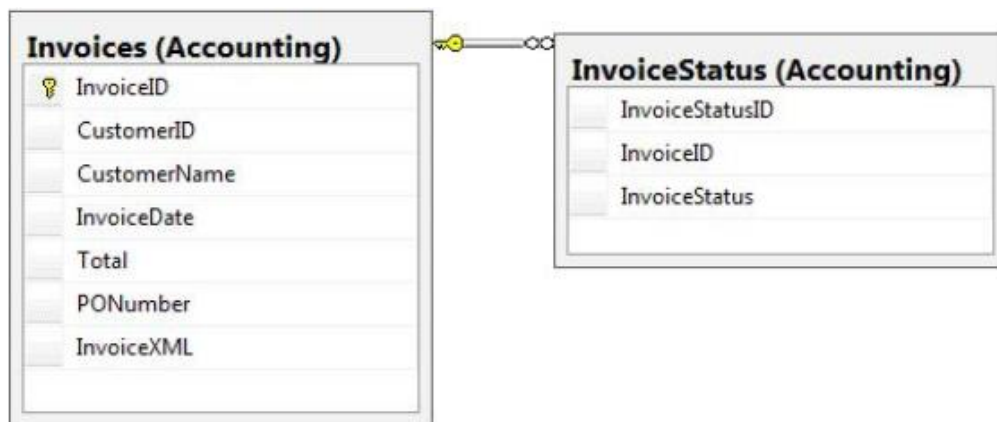 Invoices (Accounting)
InvoiceID
CustomerID
CustomerName
InvoiceDate
Total
PONumber
InvoiceXML
InvoiceStatus (Accounting)
InvoiceStatusID
InvoiceID
InvoiceStatus